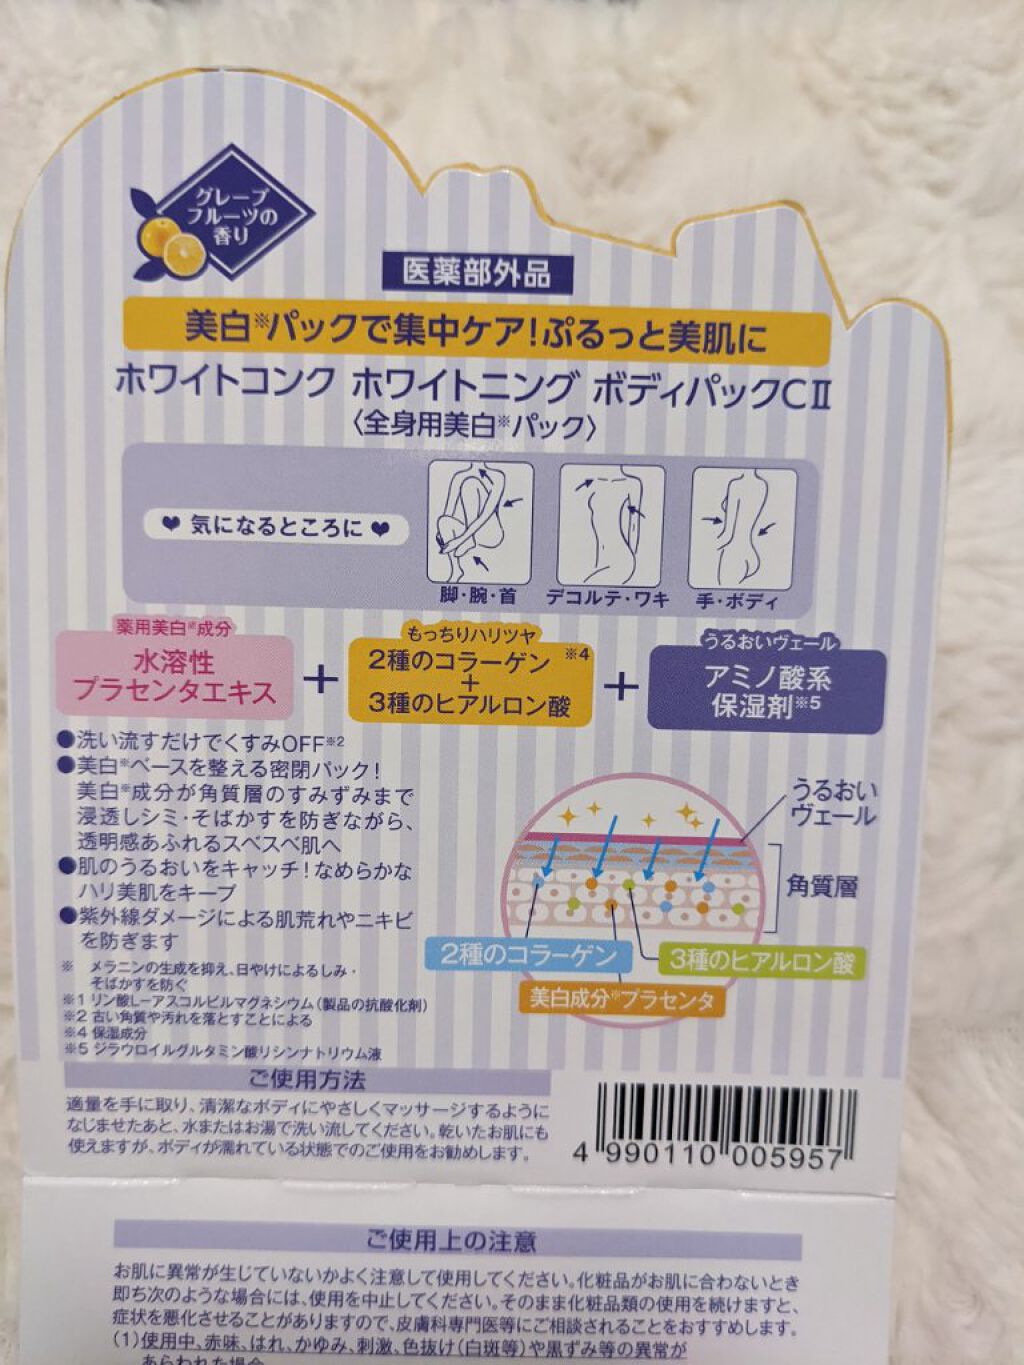 グレープ
フルーツの
香り
医薬部外品
美白※パックで集中ケア!ぷるっと美肌に
ホワイトコンク ホワイトニング ボディパックCⅡ
〈全身用美白※パック〉
♥ 気になるところに ♥
脚・腕・首
デコルテ・ワキ
手・ボディ
薬用美白※成分
水溶性
プラセンタエキス
+
もっちりハリツヤ
2種のコラーゲン ※4
+
3種のヒアルロン酸
+
うるおいヴェール
アミノ酸系
保湿剤※5
●洗い流すだけでくすみOFF※2
●美白※ベースを整える密閉パック!
美白※成分が角質層のすみずみまで
浸透しシミ・そばかすを防ぎながら、
透明感あふれるスベスベ肌へ
●肌のうるおいをキャッチ!なめらかな
ハリ美肌をキープ
●紫外線ダメージによる肌荒れやニキビ
を防ぎます
うるおい
ヴェール
角質層
2種のコラーゲン
3種のヒアルロン酸
美白成分※プラセンタ
※ メラニンの生成を抑え、日やけによるしみ・
そばかすを防ぐ
※1 リン酸L-アスコルビルマグネシウム(製品の抗酸化剤)
※2 古い角質や汚れを落とすことによる
※4 保湿成分
※5 ジラウロイルグルタミン酸リシンナトリウム液
ご使用方法
適量を手に取り、清潔なボディにやさしくマッサージするように
なじませたあと、水またはお湯で洗い流してください。乾いたお肌にも
使えますが、ボディが濡れている状態でのご使用をお勧めします。
4 990110 005957
ご使用上の注意
お肌に異常が生じていないかよく注意して使用してください。化粧品がお肌に合わないとき
即ち次のような場合には、使用を中止してください。そのまま化粧品類の使用を続けますと、
症状を悪化させることがありますので、皮膚科専門医等にご相談されることをおすすめします。
(1)使用中、赤味、はれ、かゆみ、刺激、色抜け(白斑等)や黒ずみ等の異常が
あらわれた場合